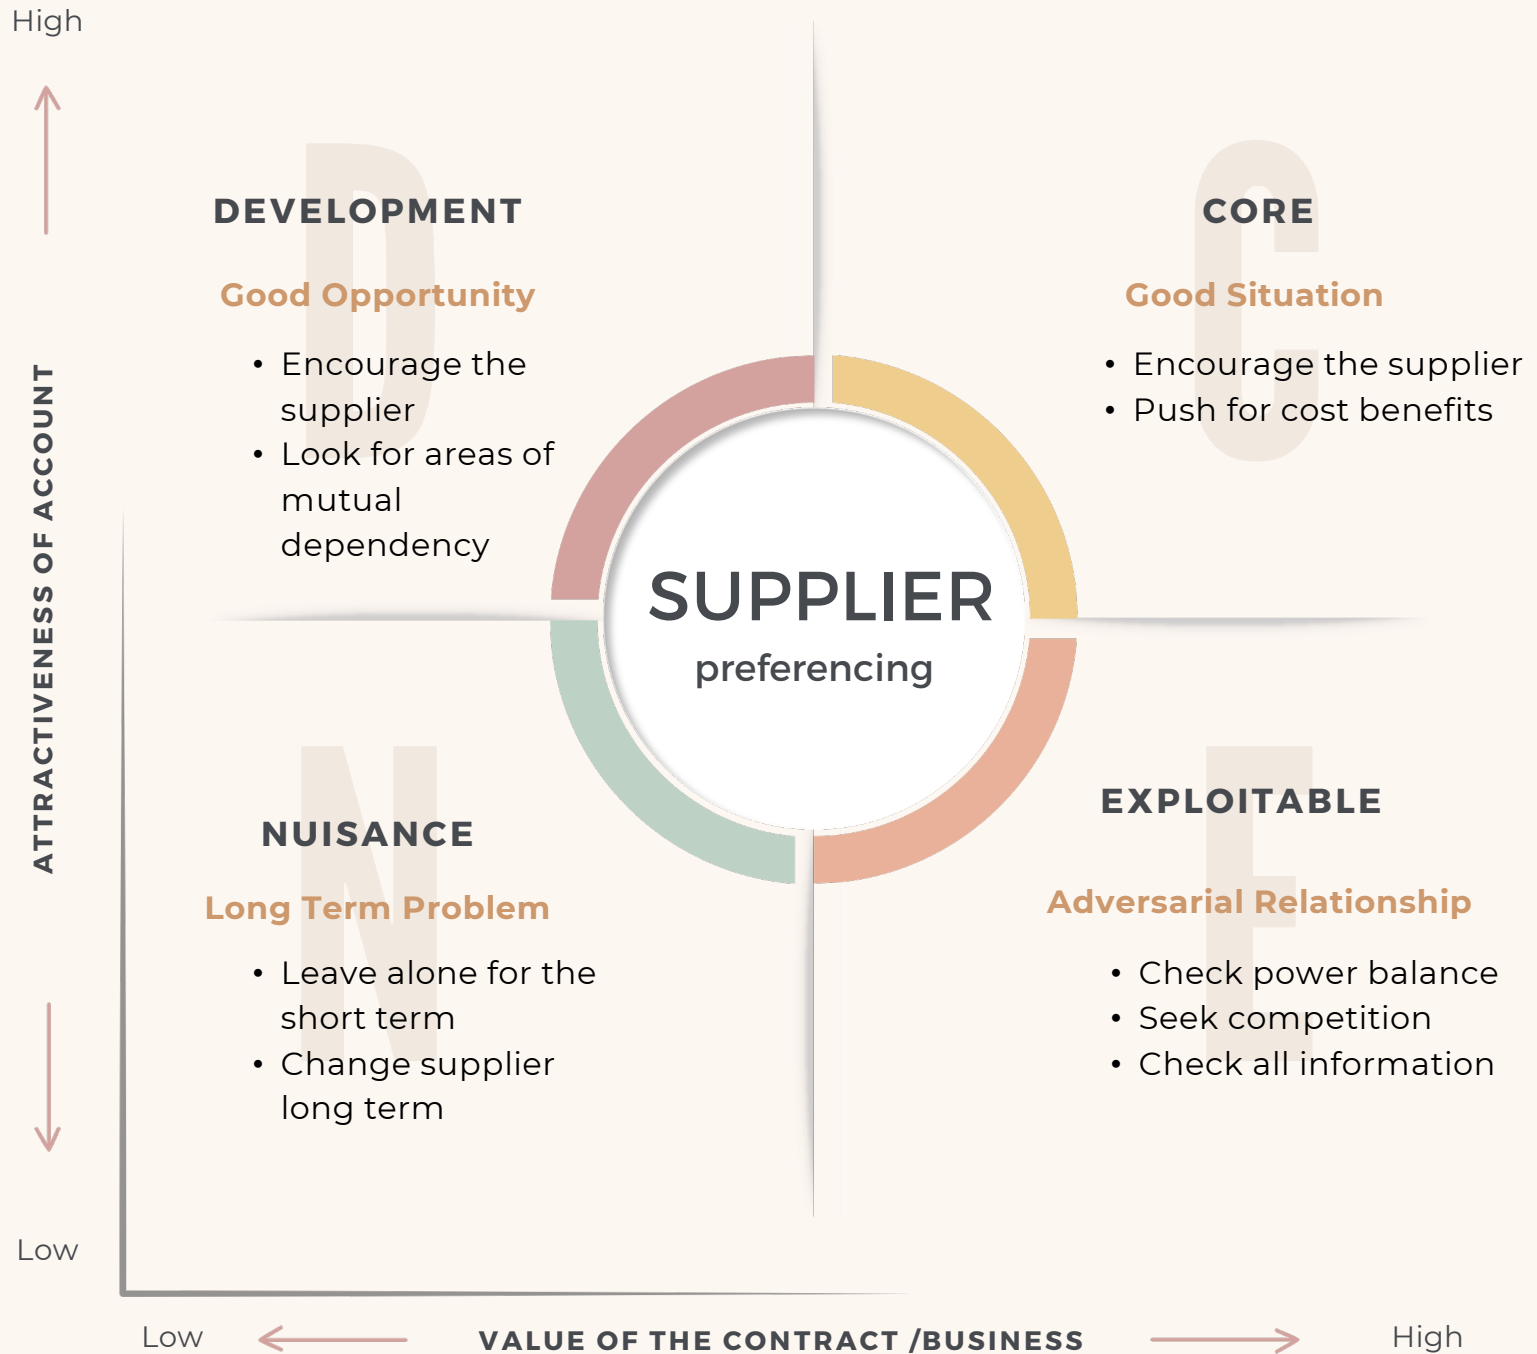 High
D
DEVELOPMENT
Good Opportunity
• Encourage the
supplier
• Look for areas of
mutual
dependency
C
CORE
Good Situation
• Encourage the supplier
• Push for cost benefits
ATTRACTIVENESS OF ACCOUNT
SUPPLIER
preferencing
N
NUISANCE
Long Term Problem
• Leave alone for the
short term
• Change supplier
long term
E
EXPLOITABLE
Adversarial Relationship
• Check power balance
• Seek competition
• Check all information
Low
Low
VALUE OF THE CONTRACT /BUSINESS
High